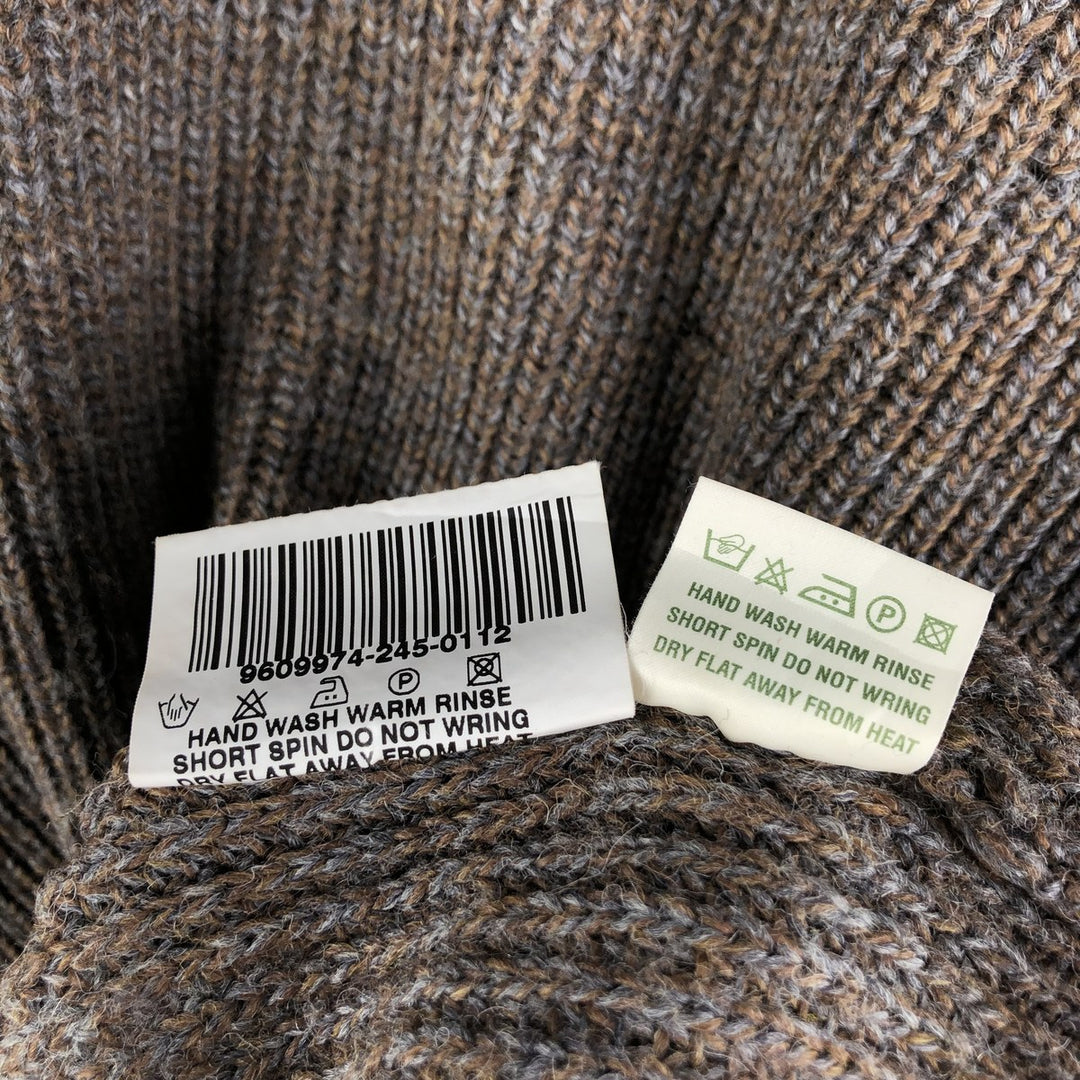 9609974-245-0112
P
HAND WASH WARM RINSE
SHORT SPIN DO NOT WRING
DRY FLAT AWAY FROM HEAT
P
HAND WASH WARM RINSE
SHORT SPIN DO NOT WRING
DRY FLAT AWAY FROM HEAT